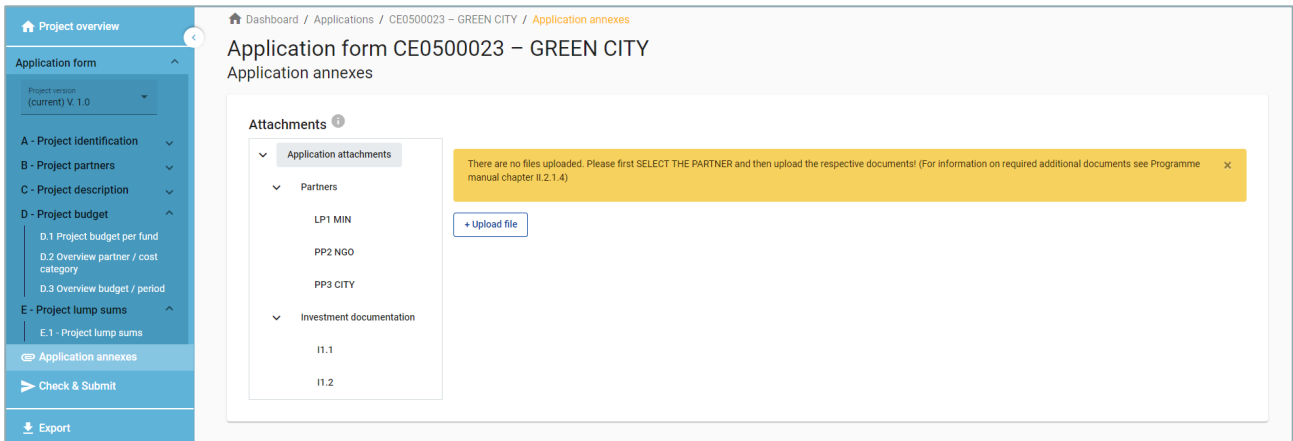 Project overview
Application form
Project version
(current) V. 1.0
A - Project identification
B - Project partners
C - Project description
D - Project budget
D.1 Project budget per fund
D.2 Overview partner / cost
category
D.3 Overview budget / period
E - Project lump sums
E.1 - Project lump sums
Application annexes
Check & Submit
Export
Dashboard / Applications / CE0500023 – GREEN CITY / Application annexes
Application form CE0500023 – GREEN CITY
Application annexes
Attachments
Application attachments
Partners
LP1 MIN
PP2 NGO
PP3 CITY
Investment documentation
I1.1
I1.2
There are no files uploaded. Please first SELECT THE PARTNER and then upload the respective documents! (For information on required additional documents see Programme
manual chapter II.2.1.4)
+ Upload file